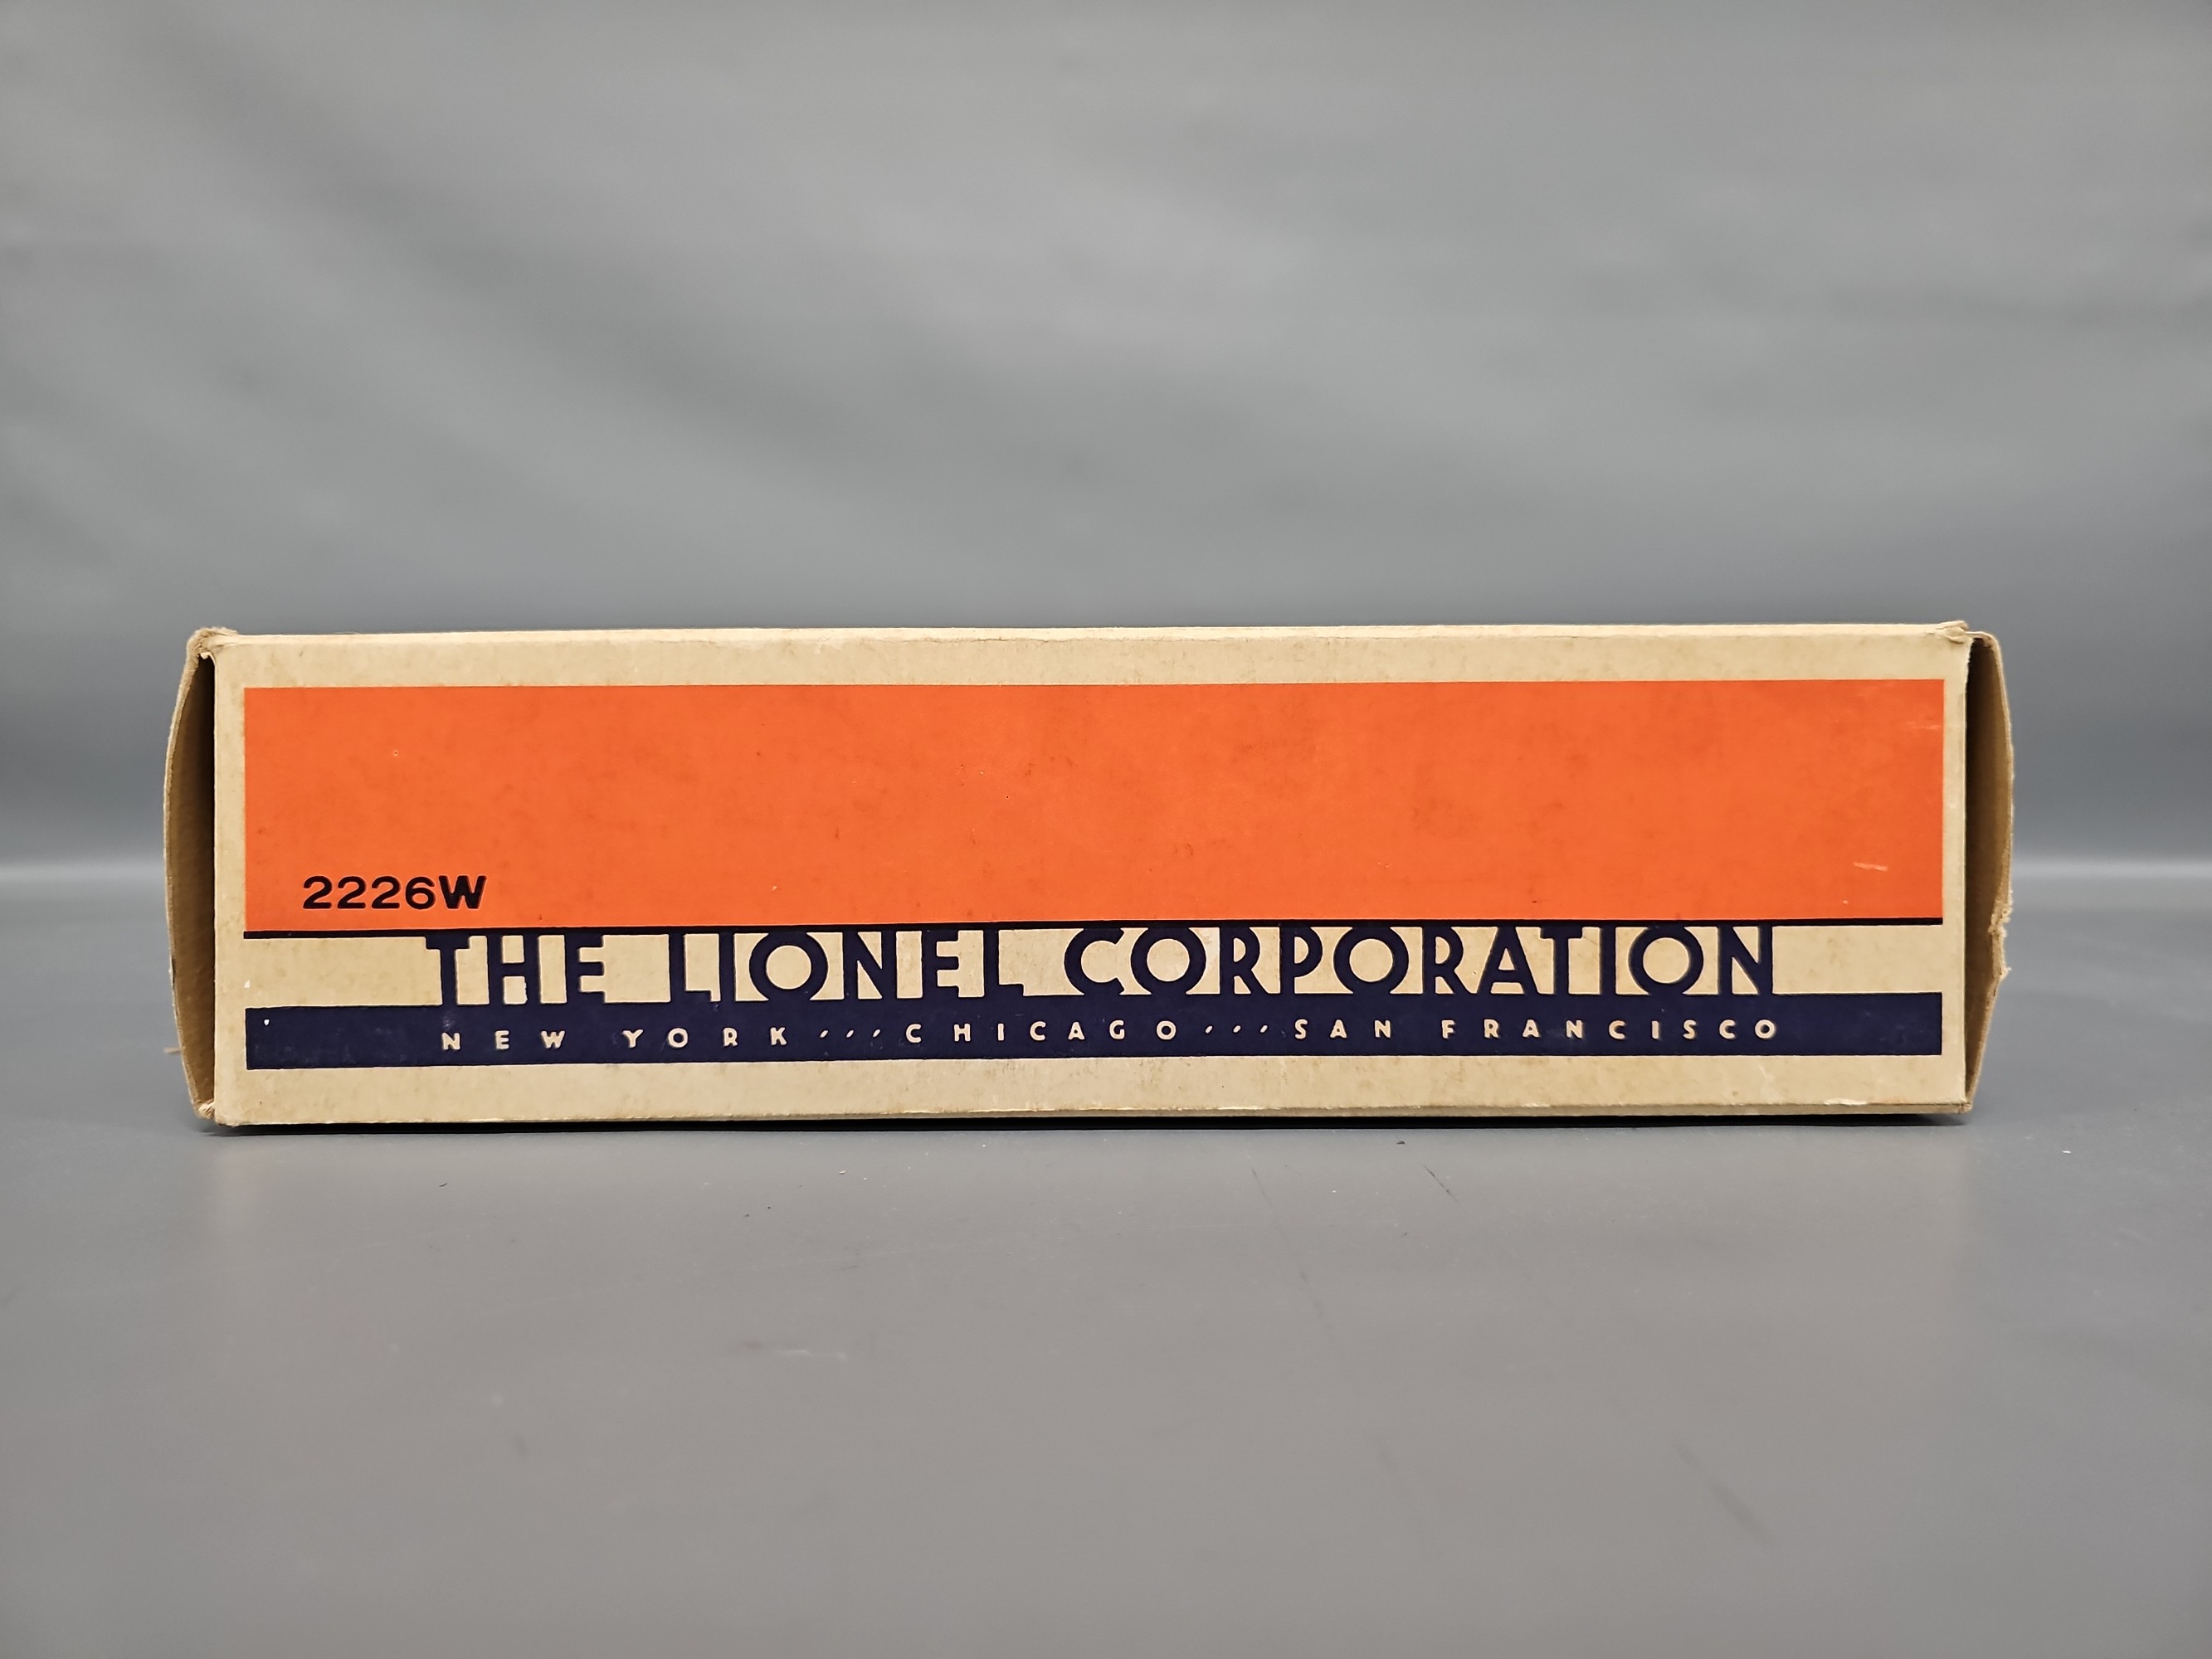 2226W
THE LIONEL CORPORATION
NEW YORK ͵͵͵ CHICAGO ͵͵͵ SAN FRANCISCO